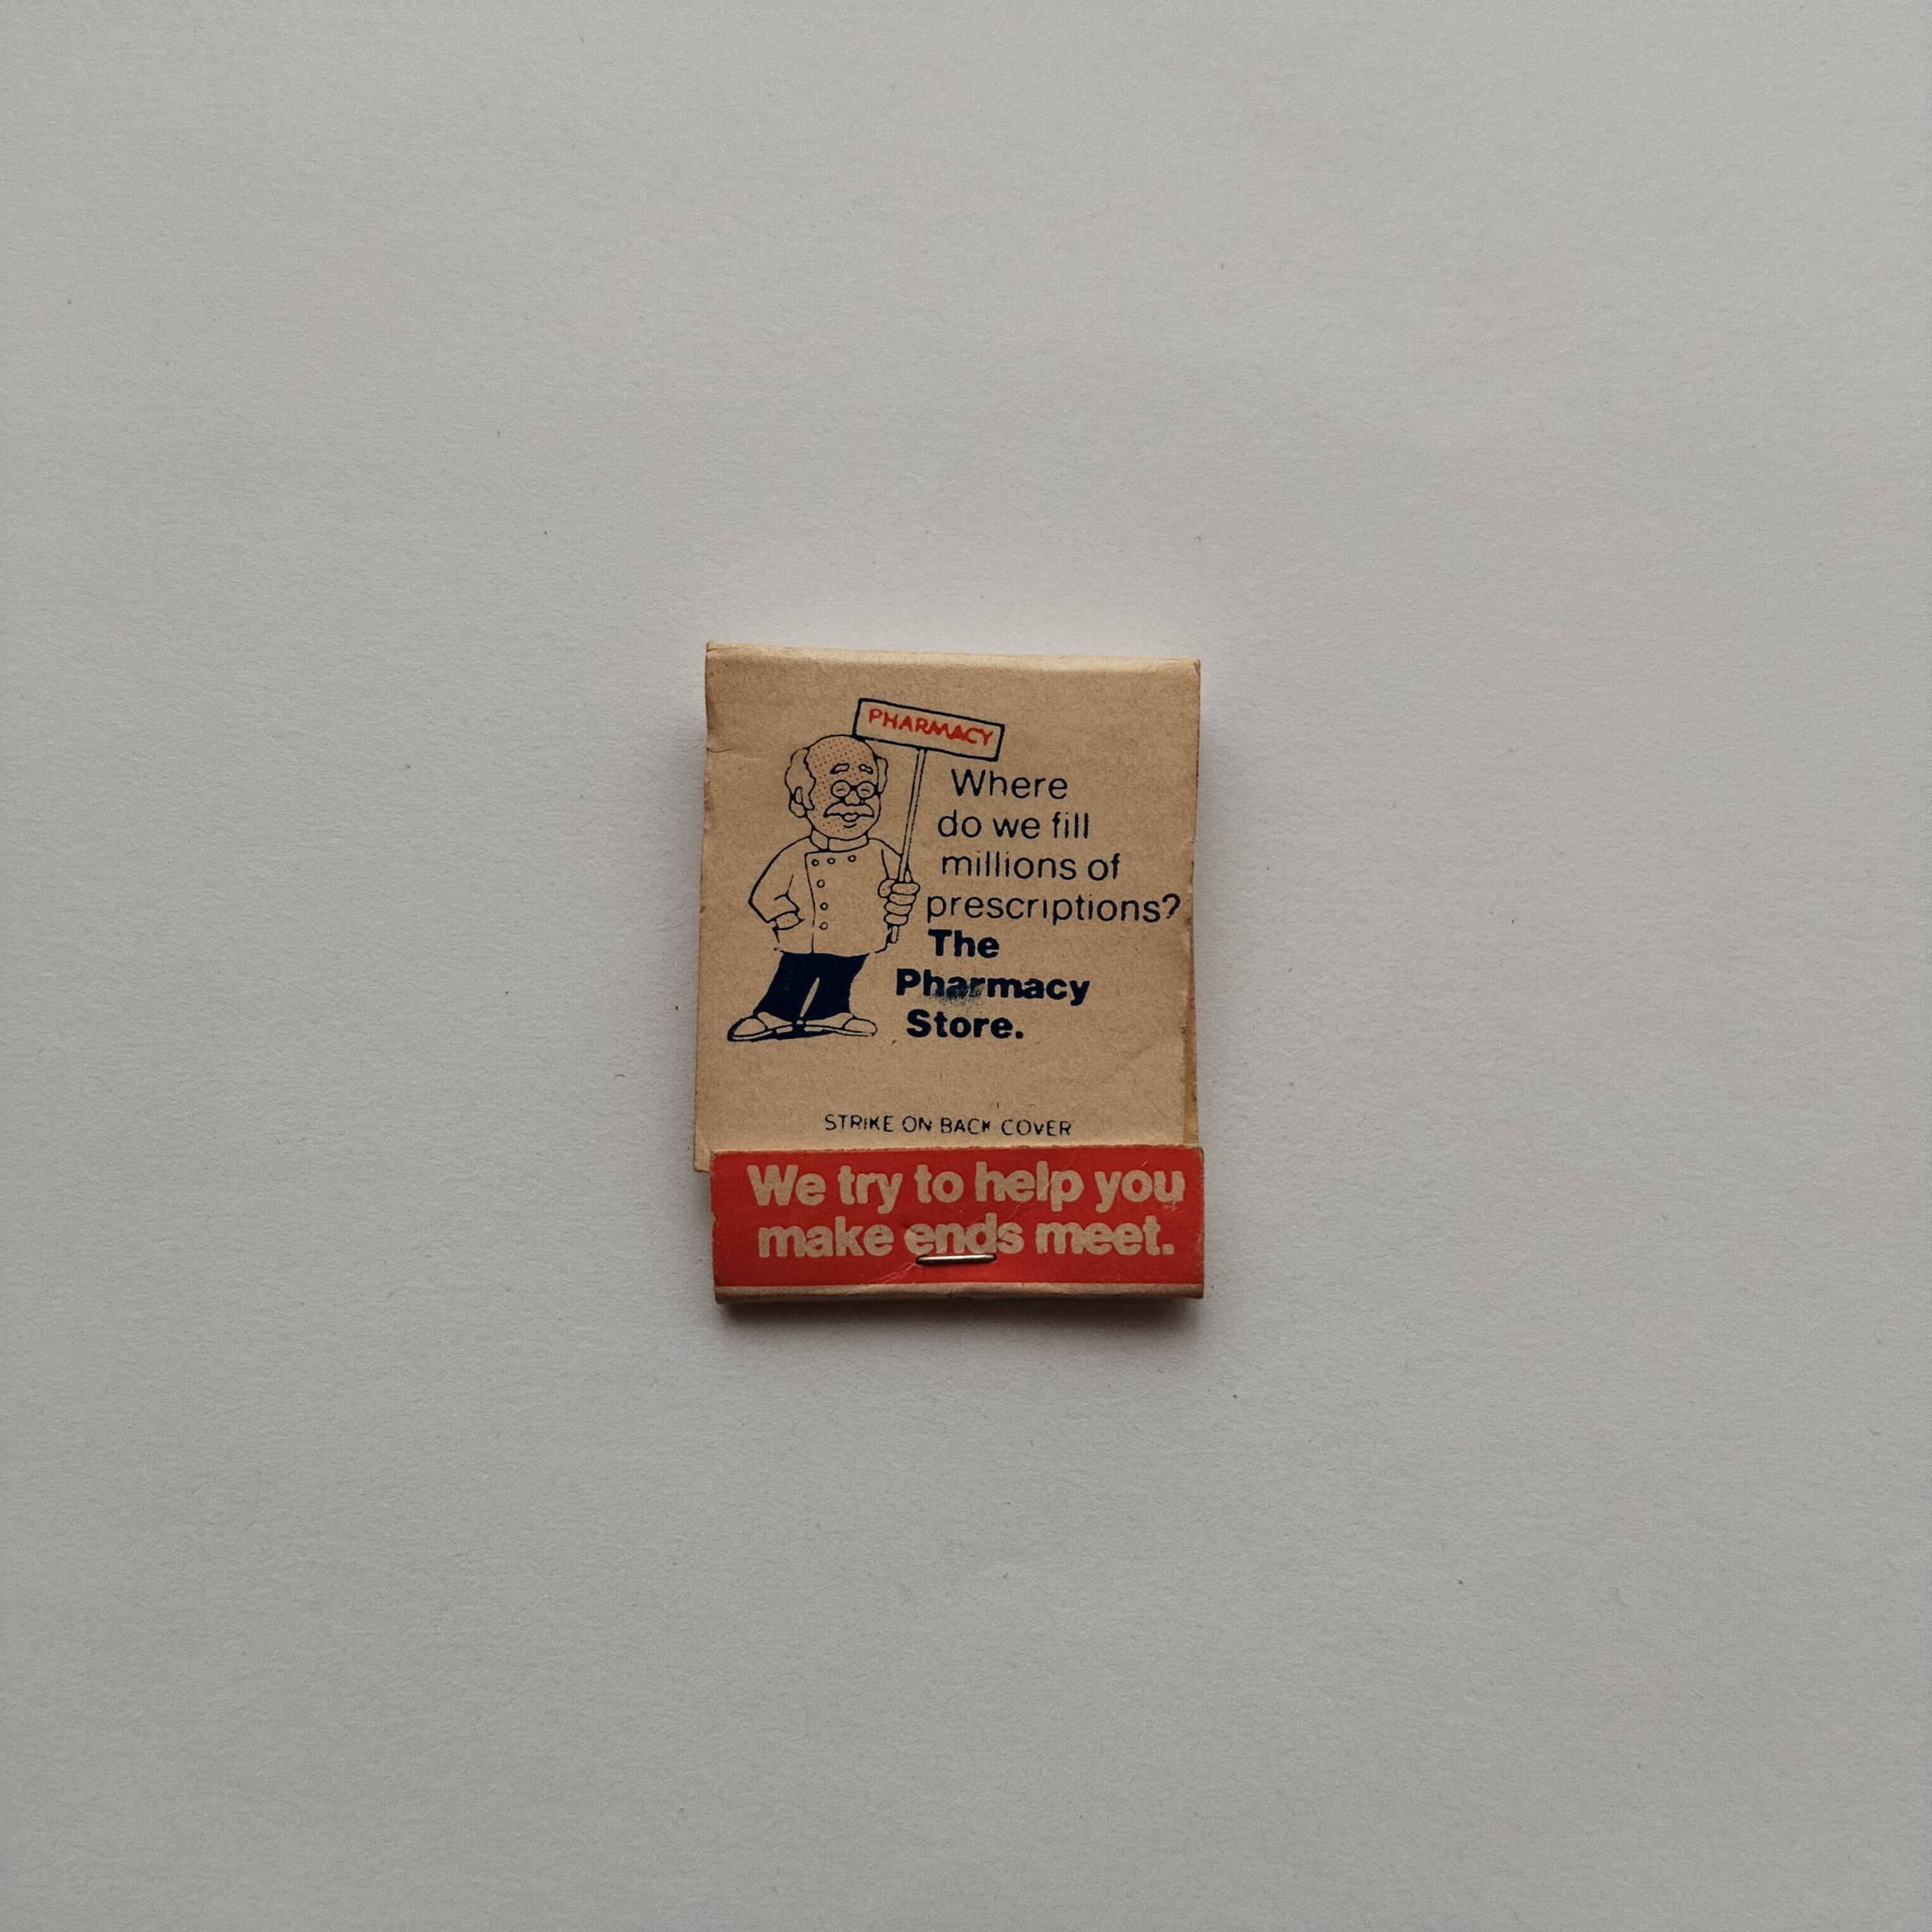 PHARMACY
Where
do we fill
millions of
prescriptions?
The
Pharmacy
Store.
STRIKE ON BACK COVER
We try to help you
make ends meet.